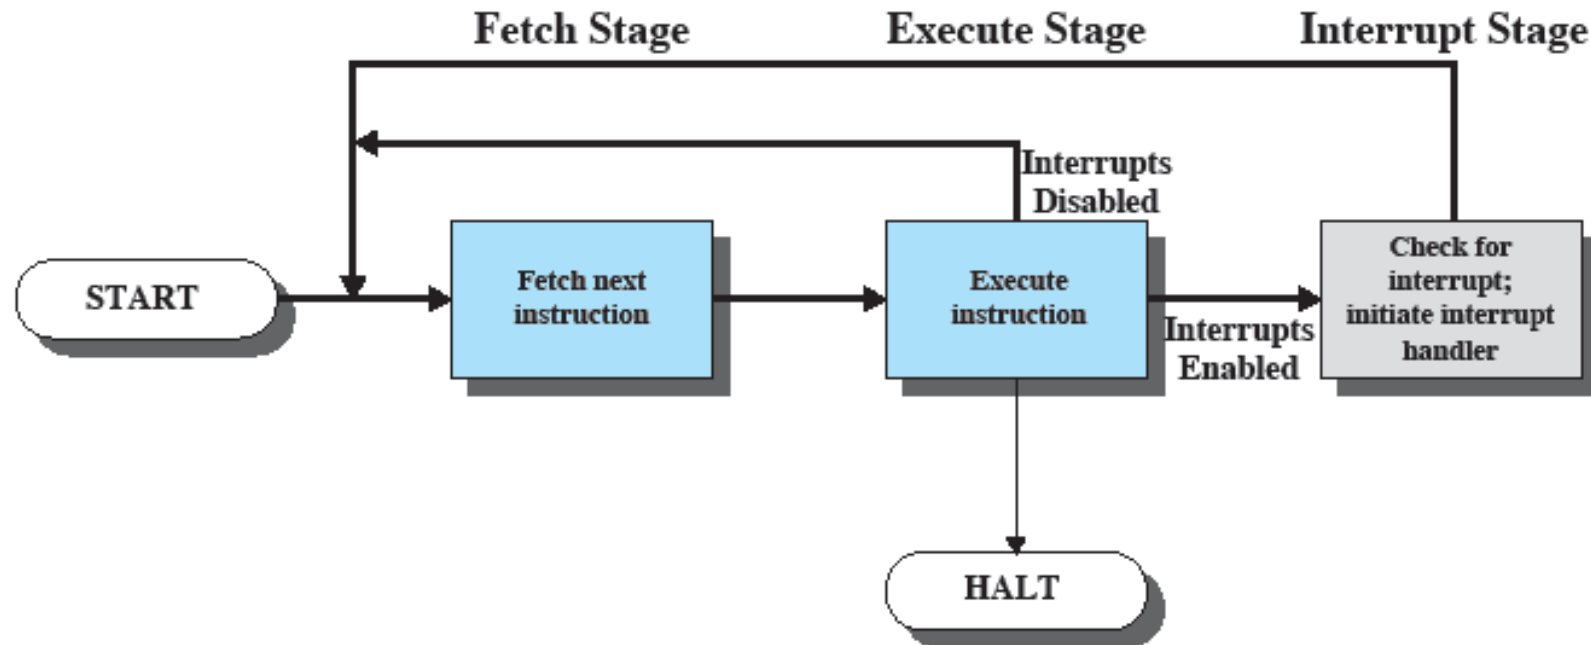 Fetch Stage
Execute Stage
Interrupt Stage
Interrupts
Disabled
START
Fetch next
instruction
Execute
instruction
Interrupts
Enabled
Check for
interrupt;
initiate interrupt
handler
HALT